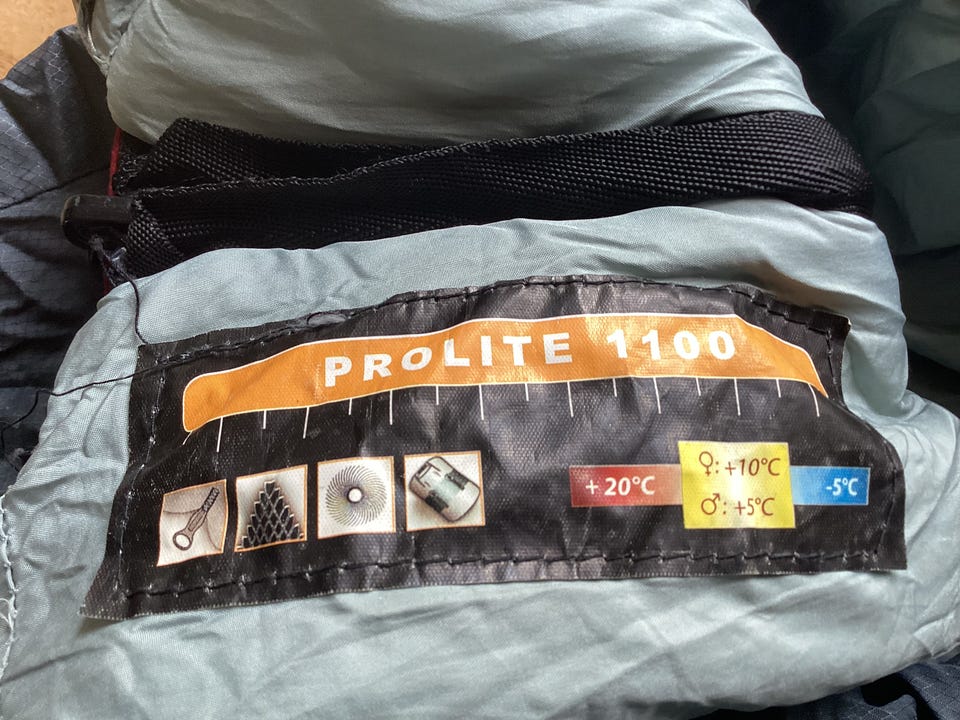 PROLITE 1100
+ 20°C
♀: +10°C
♂: +5°C
-5°C